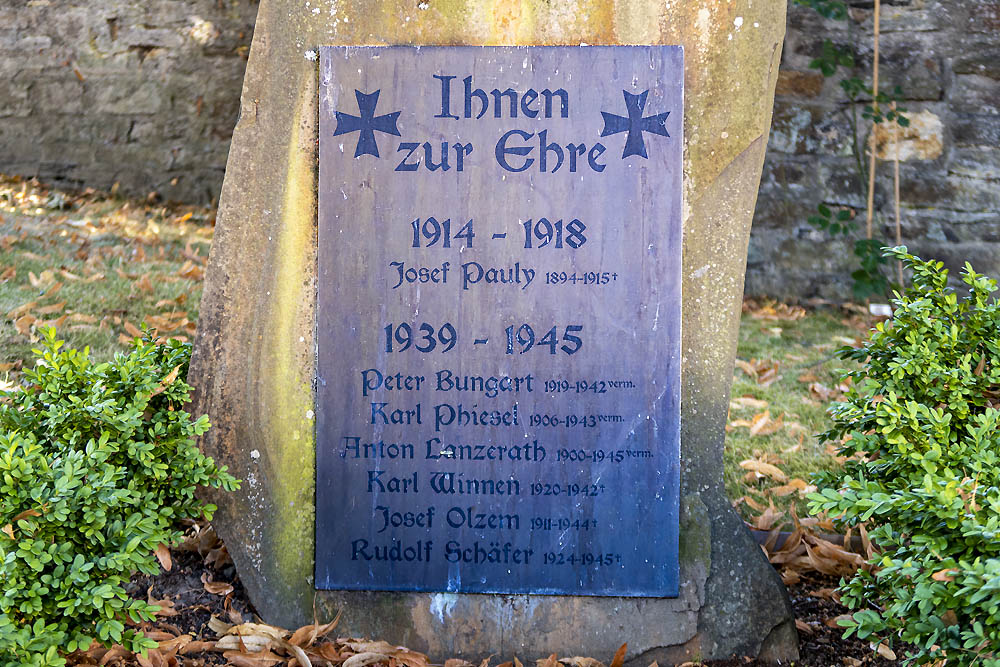 Ihnen
zur Ehre
1914 - 1918
Josef Pauly 1894-1915 †
1939 - 1945
Peter Bungart 1919-1942 verm.
Karl Phiesel 1906-1943 verm.
Anton Lanzerath 1900-1945 verm.
Karl Winnen 1920-1942 †
Josef Olzem 1911-1944 †
Rudolf Schäfer 1924-1945 †